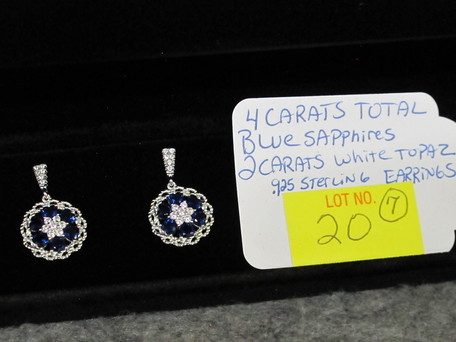 4 CARATS TOTAL
Blue SAPPHIRES
2 CARATS White TOPAZ
.925 STERLING EARRINGS
LOT NO. 7
20